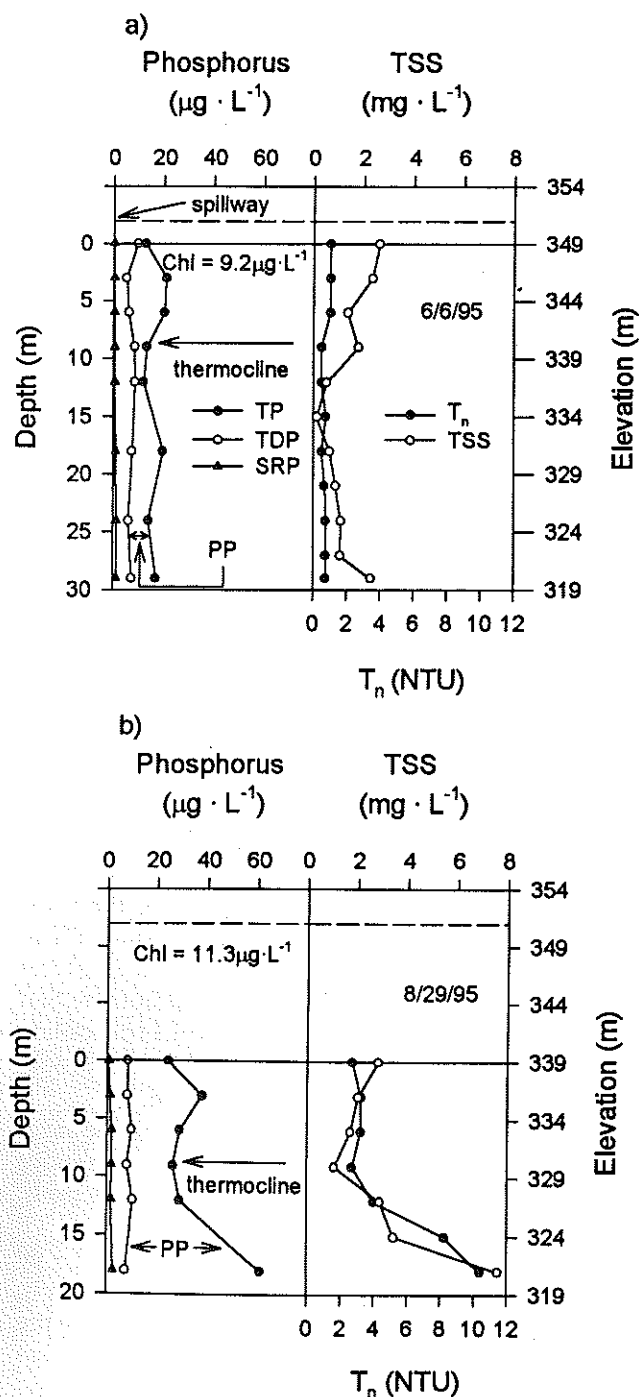 a)
Phosphorus TSS
(µg · L⁻¹) (mg · L⁻¹)
0 20 40 60 0 2 4 6 8
354
spillway
0 349
Chl = 9.2µg·L⁻¹
5 344
6/6/95
10 339
thermocline
15 334
TP Tn
TDP TSS
SRP
20 329
25 324
PP
30 319
0 2 4 6 8 10 12
Depth (m)
Elevation (m)
Tn (NTU)
b)
Phosphorus TSS
(µg · L⁻¹) (mg · L⁻¹)
0 20 40 60 0 2 4 6 8
354
349
Chl = 11.3µg·L⁻¹
8/29/95
344
0 339
5 334
10 329
thermocline
15 324
PP
20 319
2 4 6 8 10 12
Depth (m)
Elevation (m)
Tn (NTU)